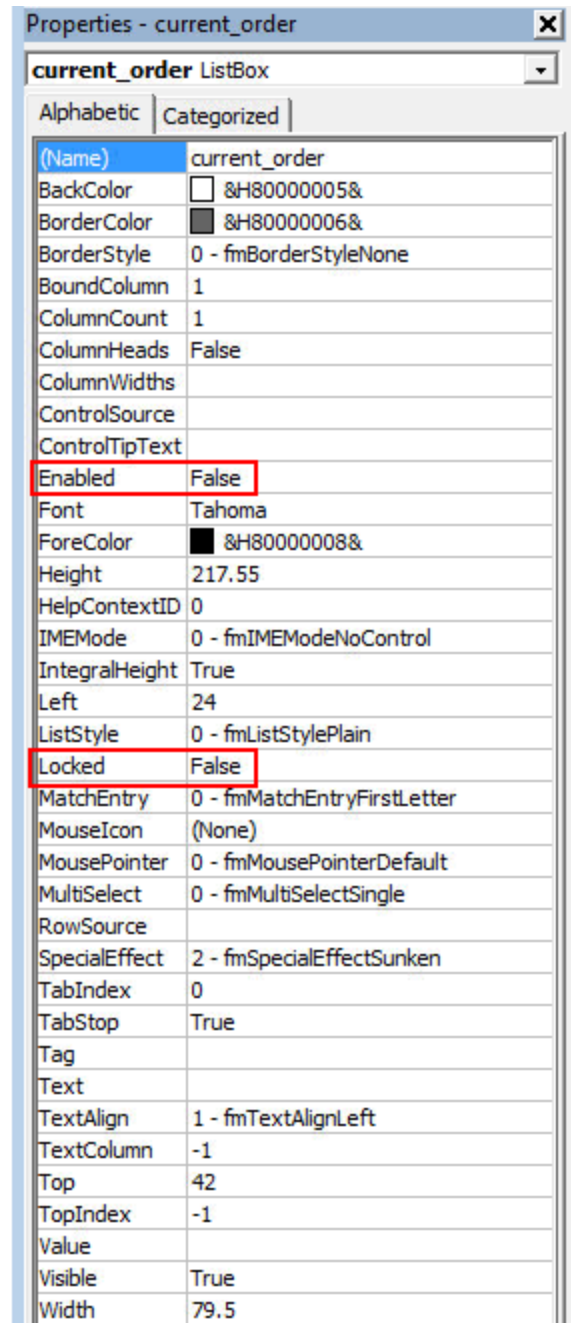 Properties - current_order
current_order ListBox
Alphabetic Categorized
(Name) current_order
BackColor &H80000005&
BorderColor &H80000006&
BorderStyle 0 - fmBorderStyleNone
BoundColumn 1
ColumnCount 1
ColumnHeads False
ColumnWidths
ControlSource
ControlTipText
Enabled False
Font Tahoma
ForeColor &H80000008&
Height 217.55
HelpContextID 0
IMEMode 0 - fmIMEModeNoControl
IntegralHeight True
Left 24
ListStyle 0 - fmListStylePlain
Locked False
MatchEntry 0 - fmMatchEntryFirstLetter
MouseIcon (None)
MousePointer 0 - fmMousePointerDefault
MultiSelect 0 - fmMultiSelectSingle
RowSource
SpecialEffect 2 - fmSpecialEffectSunken
TabIndex 0
TabStop True
Tag
Text
TextAlign 1 - fmTextAlignLeft
TextColumn -1
Top 42
TopIndex -1
Value
Visible True
Width 79.5